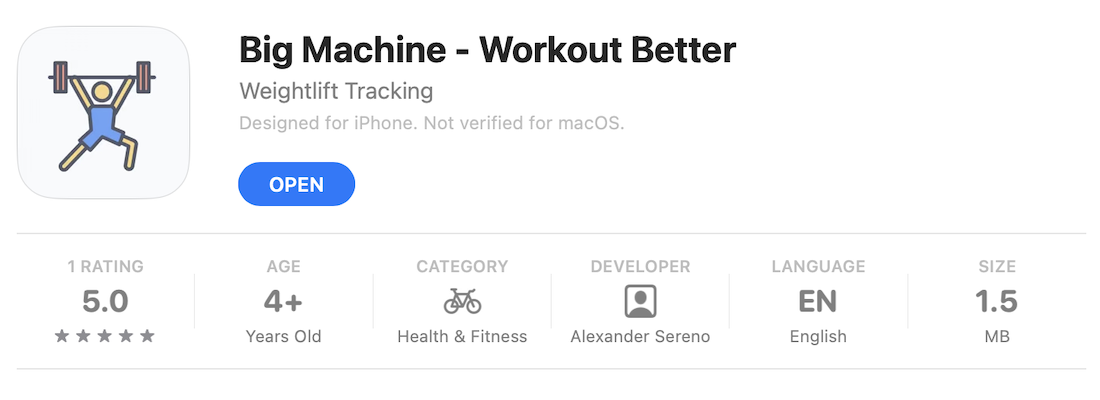 Big Machine - Workout Better
Weightlift Tracking
Designed for iPhone. Not verified for macOS.
OPEN
1 RATING
5.0
AGE
4+
Years Old
CATEGORY
Health & Fitness
DEVELOPER
Alexander Sereno
LANGUAGE
EN
English
SIZE
1.5
MB